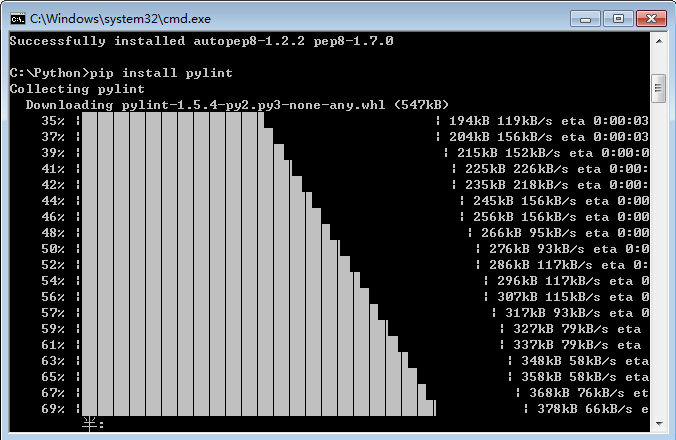 C:\Windows\system32\cmd.exe
Successfully installed autopep8-1.2.2 pep8-1.7.0
C:\Python>pip install pylint
Collecting pylint
Downloading pylint-1.5.4-py2.py3-none-any.whl (547kB)
35% | | 194kB 119kB/s eta 0:00:03
37% | | 204kB 156kB/s eta 0:00:03
39% | | 215kB 152kB/s eta 0:00:0
41% | | 225kB 226kB/s eta 0:00
42% | | 235kB 218kB/s eta 0:00
44% | | 245kB 156kB/s eta 0:00
46% | | 256kB 156kB/s eta 0:00
48% | | 266kB 95kB/s eta 0:00
50% | | 276kB 93kB/s eta 0:0
52% | | 286kB 117kB/s eta 0:
54% | | 296kB 117kB/s eta 0
56% | | 307kB 115kB/s eta 0
57% | | 317kB 93kB/s eta 0
59% | | 327kB 79kB/s eta
61% | | 337kB 79kB/s eta
63% | | 348kB 58kB/s eta
65% | | 358kB 58kB/s eta
67% | | 368kB 76kB/s et
69% | | 378kB 66kB/s et
半: